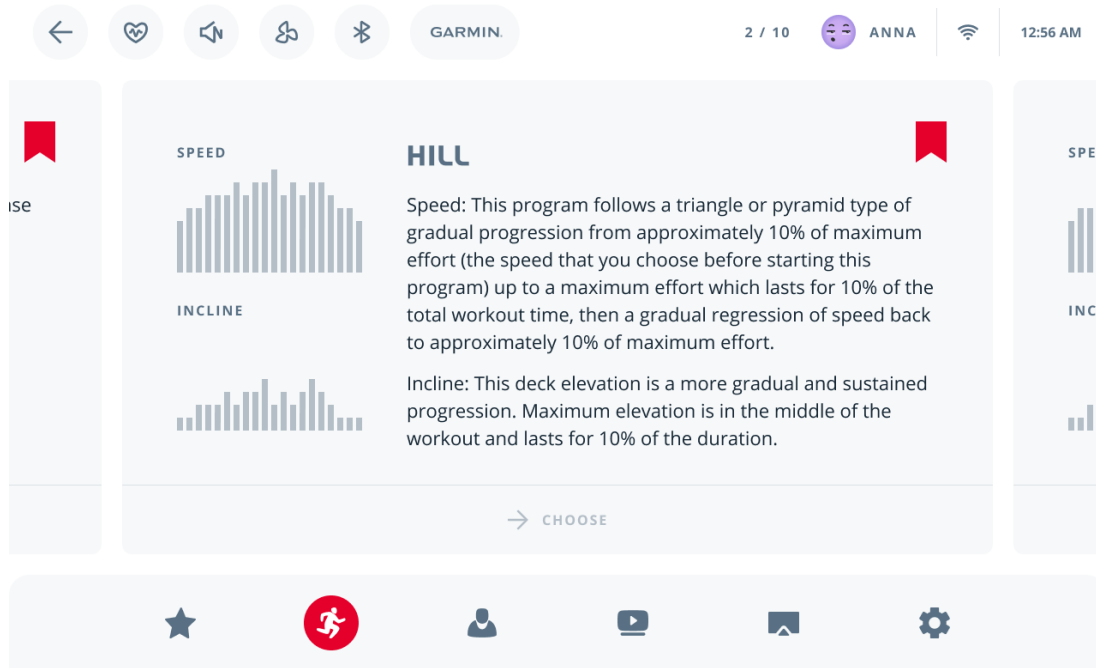 GARMIN.
2 / 10
ANNA
12:56 AM
SPEED
HILL
Speed: This program follows a triangle or pyramid type of
gradual progression from approximately 10% of maximum
effort (the speed that you choose before starting this
program) up to a maximum effort which lasts for 10% of the
total workout time, then a gradual regression of speed back
to approximately 10% of maximum effort.
INCLINE
Incline: This deck elevation is a more gradual and sustained
progression. Maximum elevation is in the middle of the
workout and lasts for 10% of the duration.
CHOOSE
SPE
INC